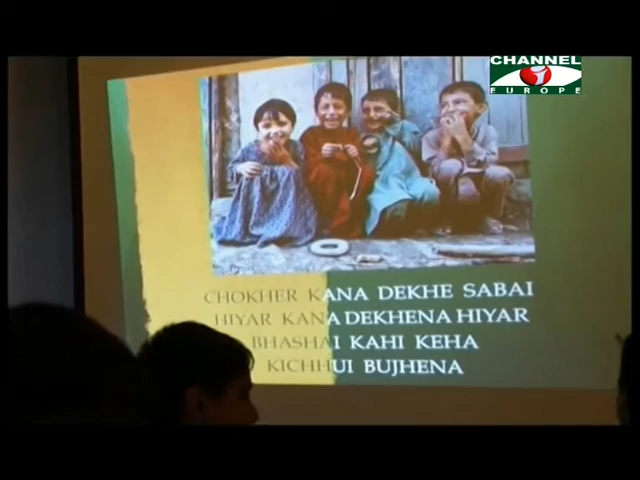 CHANNEL
EUROPE
CHOKHER KANA DEKHE SABAI
HIYAR KANA DEKHENA HIYAR
BHASHAI KAHI KEHA
KICHHUI BUJHENA